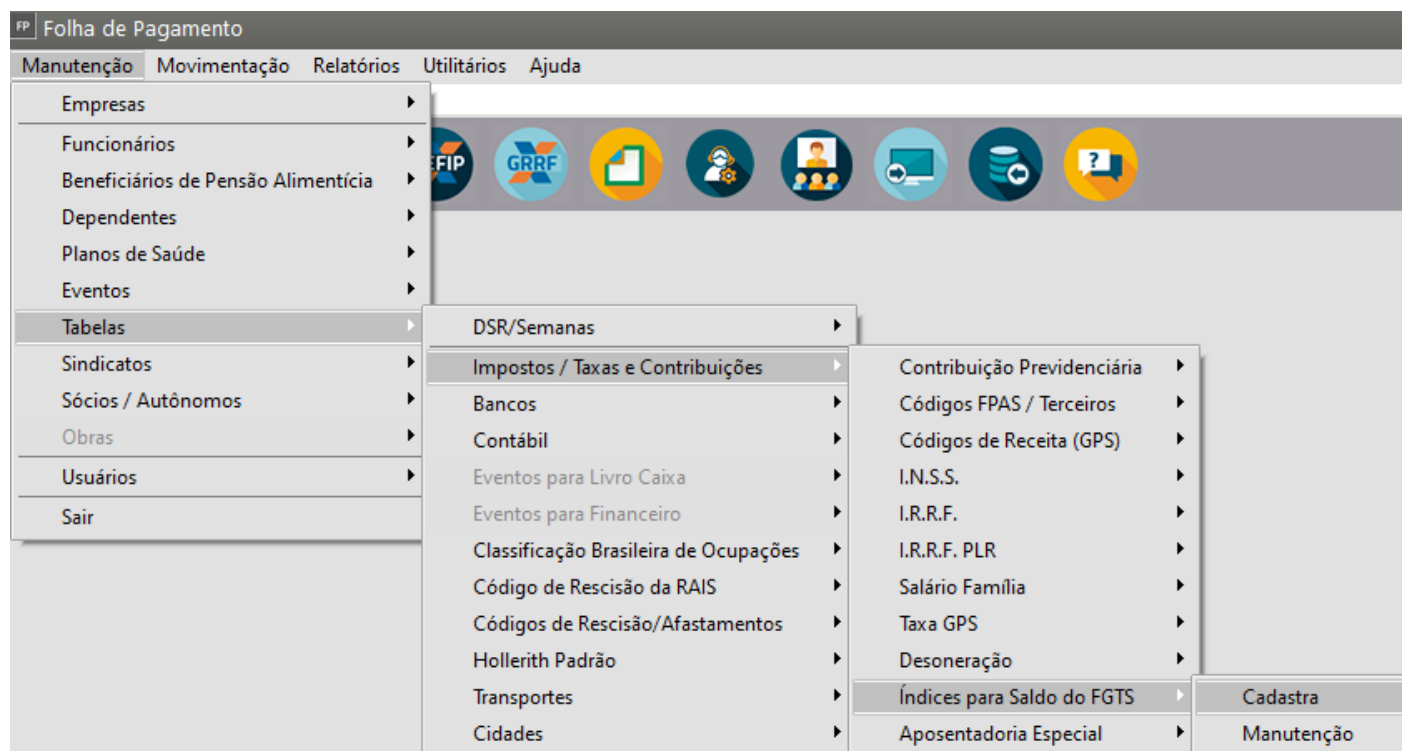 FP Folha de Pagamento
Manutenção Movimentação Relatórios Utilitários Ajuda
Empresas
Funcionários
Beneficiários de Pensão Alimentícia
Dependentes
Planos de Saúde
Eventos
Tabelas
Sindicatos
Sócios / Autônomos
Obras
Usuários
Sair
FIP
GRRF
?
DSR/Semanas
Impostos / Taxas e Contribuições
Bancos
Contábil
Eventos para Livro Caixa
Eventos para Financeiro
Classificação Brasileira de Ocupações
Código de Rescisão da RAIS
Códigos de Rescisão/Afastamentos
Hollerith Padrão
Transportes
Cidades
Contribuição Previdenciária
Códigos FPAS / Terceiros
Códigos de Receita (GPS)
I.N.S.S.
I.R.R.F.
I.R.R.F. PLR
Salário Família
Taxa GPS
Desoneração
Índices para Saldo do FGTS
Aposentadoria Especial
Cadastra
Manutenção